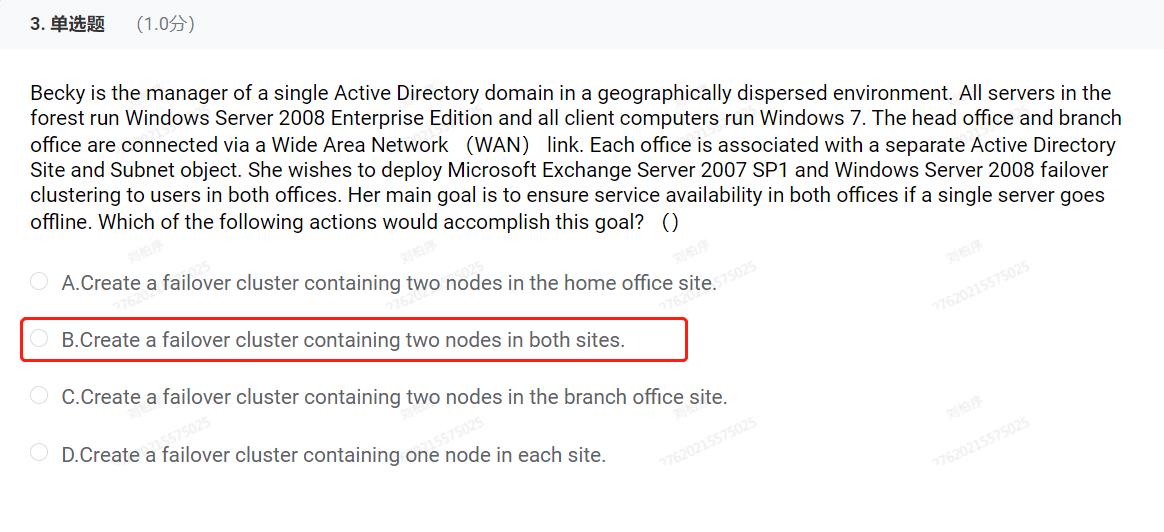 3. 单选题 （1.0分）
Becky is the manager of a single Active Directory domain in a geographically dispersed environment. All servers in the
forest run Windows Server 2008 Enterprise Edition and all client computers run Windows 7. The head office and branch
office are connected via a Wide Area Network （WAN） link. Each office is associated with a separate Active Directory
Site and Subnet object. She wishes to deploy Microsoft Exchange Server 2007 SP1 and Windows Server 2008 failover
clustering to users in both offices. Her main goal is to ensure service availability in both offices if a single server goes
offline. Which of the following actions would accomplish this goal? （）
A.Create a failover cluster containing two nodes in the home office site.
B.Create a failover cluster containing two nodes in both sites.
C.Create a failover cluster containing two nodes in the branch office site.
D.Create a failover cluster containing one node in each site.